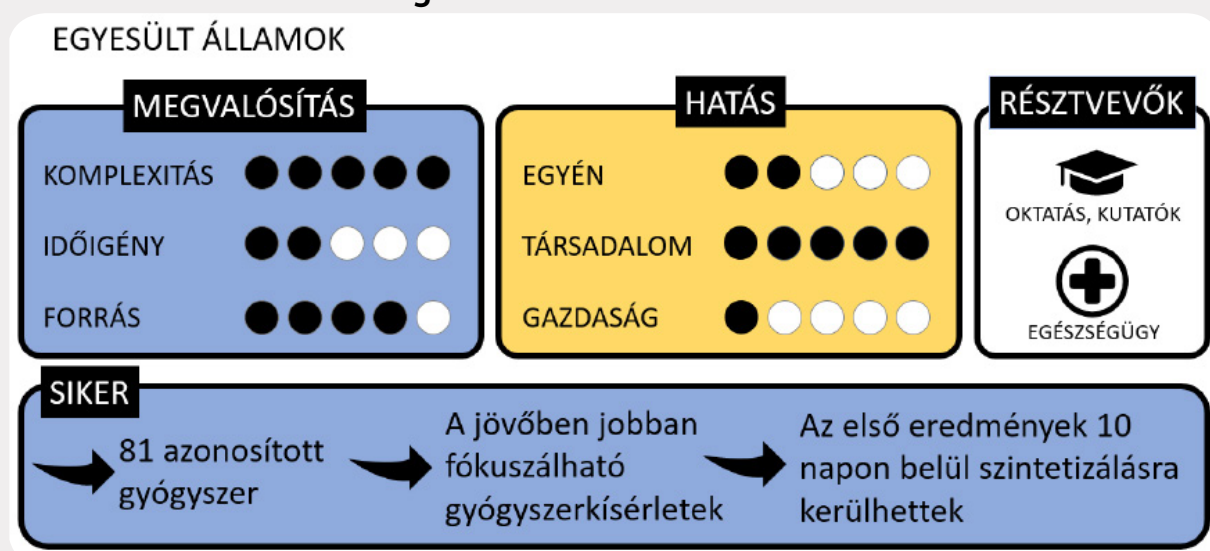 EGYESÜLT ÁLLAMOK
MEGVALÓSÍTÁS
KOMPLEXITÁS
IDŐIGÉNY
FORRÁS
HATÁS
EGYÉN
TÁRSADALOM
GAZDASÁG
RÉSZTVEVŐK
OKTATÁS, KUTATÓK
EGÉSZSÉGÜGY
SIKER
81 azonosított
gyógyszer
A jövőben jobban
fókuszálható
gyógyszerkísérletek
Az első eredmények 10
napon belül szintetizálásra
kerülhettek